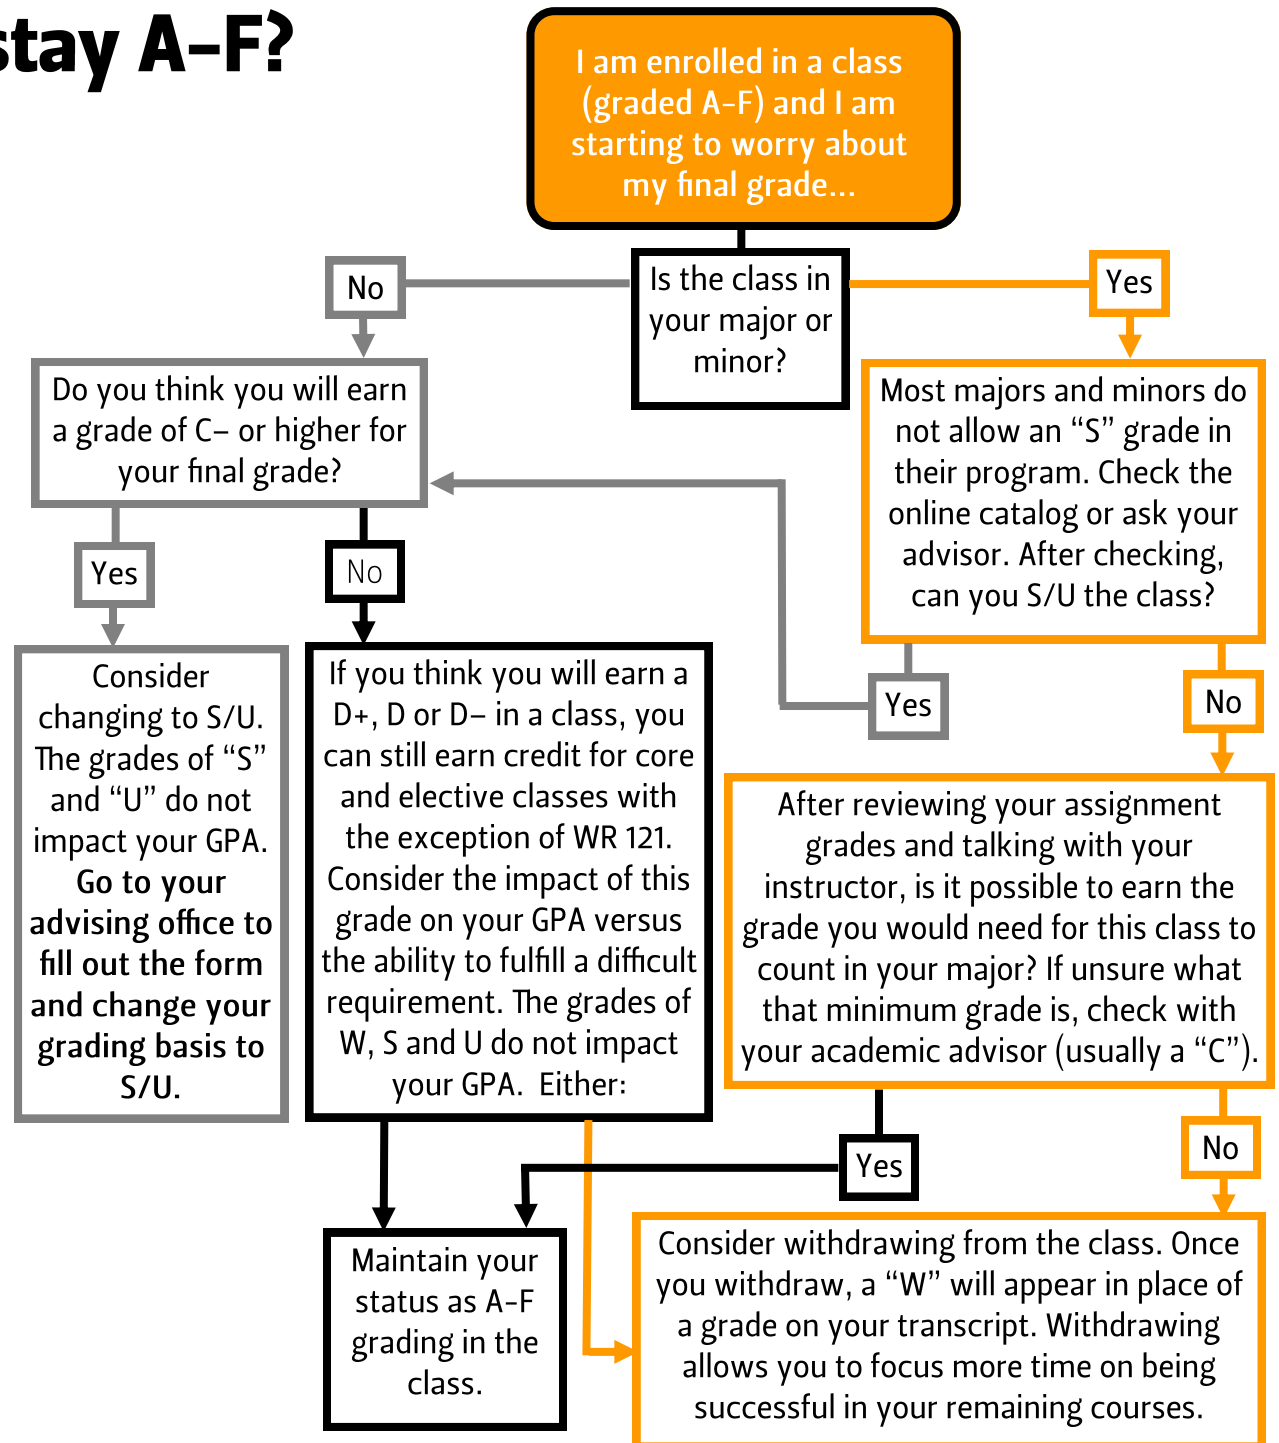 stay A–F?
I am enrolled in a class
(graded A–F) and I am
starting to worry about
my final grade...
Is the class in
your major or
minor?
No
Yes
Do you think you will earn
a grade of C– or higher for
your final grade?
Most majors and minors do
not allow an “S” grade in
their program. Check the
online catalog or ask your
advisor. After checking,
can you S/U the class?
Yes
No
Yes
No
Consider
changing to S/U.
The grades of “S”
and “U” do not
impact your GPA.
Go to your
advising office to
fill out the form
and change your
grading basis to
S/U.
If you think you will earn a
D+, D or D– in a class, you
can still earn credit for core
and elective classes with
the exception of WR 121.
Consider the impact of this
grade on your GPA versus
the ability to fulfill a difficult
requirement. The grades of
W, S and U do not impact
your GPA.  Either:
After reviewing your assignment
grades and talking with your
instructor, is it possible to earn the
grade you would need for this class to
count in your major? If unsure what
that minimum grade is, check with
your academic advisor (usually a “C”).
Yes
No
Maintain your
status as A–F
grading in the
class.
Consider withdrawing from the class. Once
you withdraw, a “W” will appear in place of
a grade on your transcript. Withdrawing
allows you to focus more time on being
successful in your remaining courses.